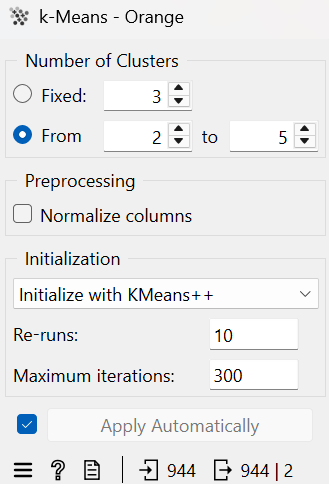 k-Means - Orange
Number of Clusters
Fixed: 3
From 2 to 5
Preprocessing
Normalize columns
Initialization
Initialize with KMeans++
Re-runs: 10
Maximum iterations: 300
Apply Automatically
? 944 944 | 2